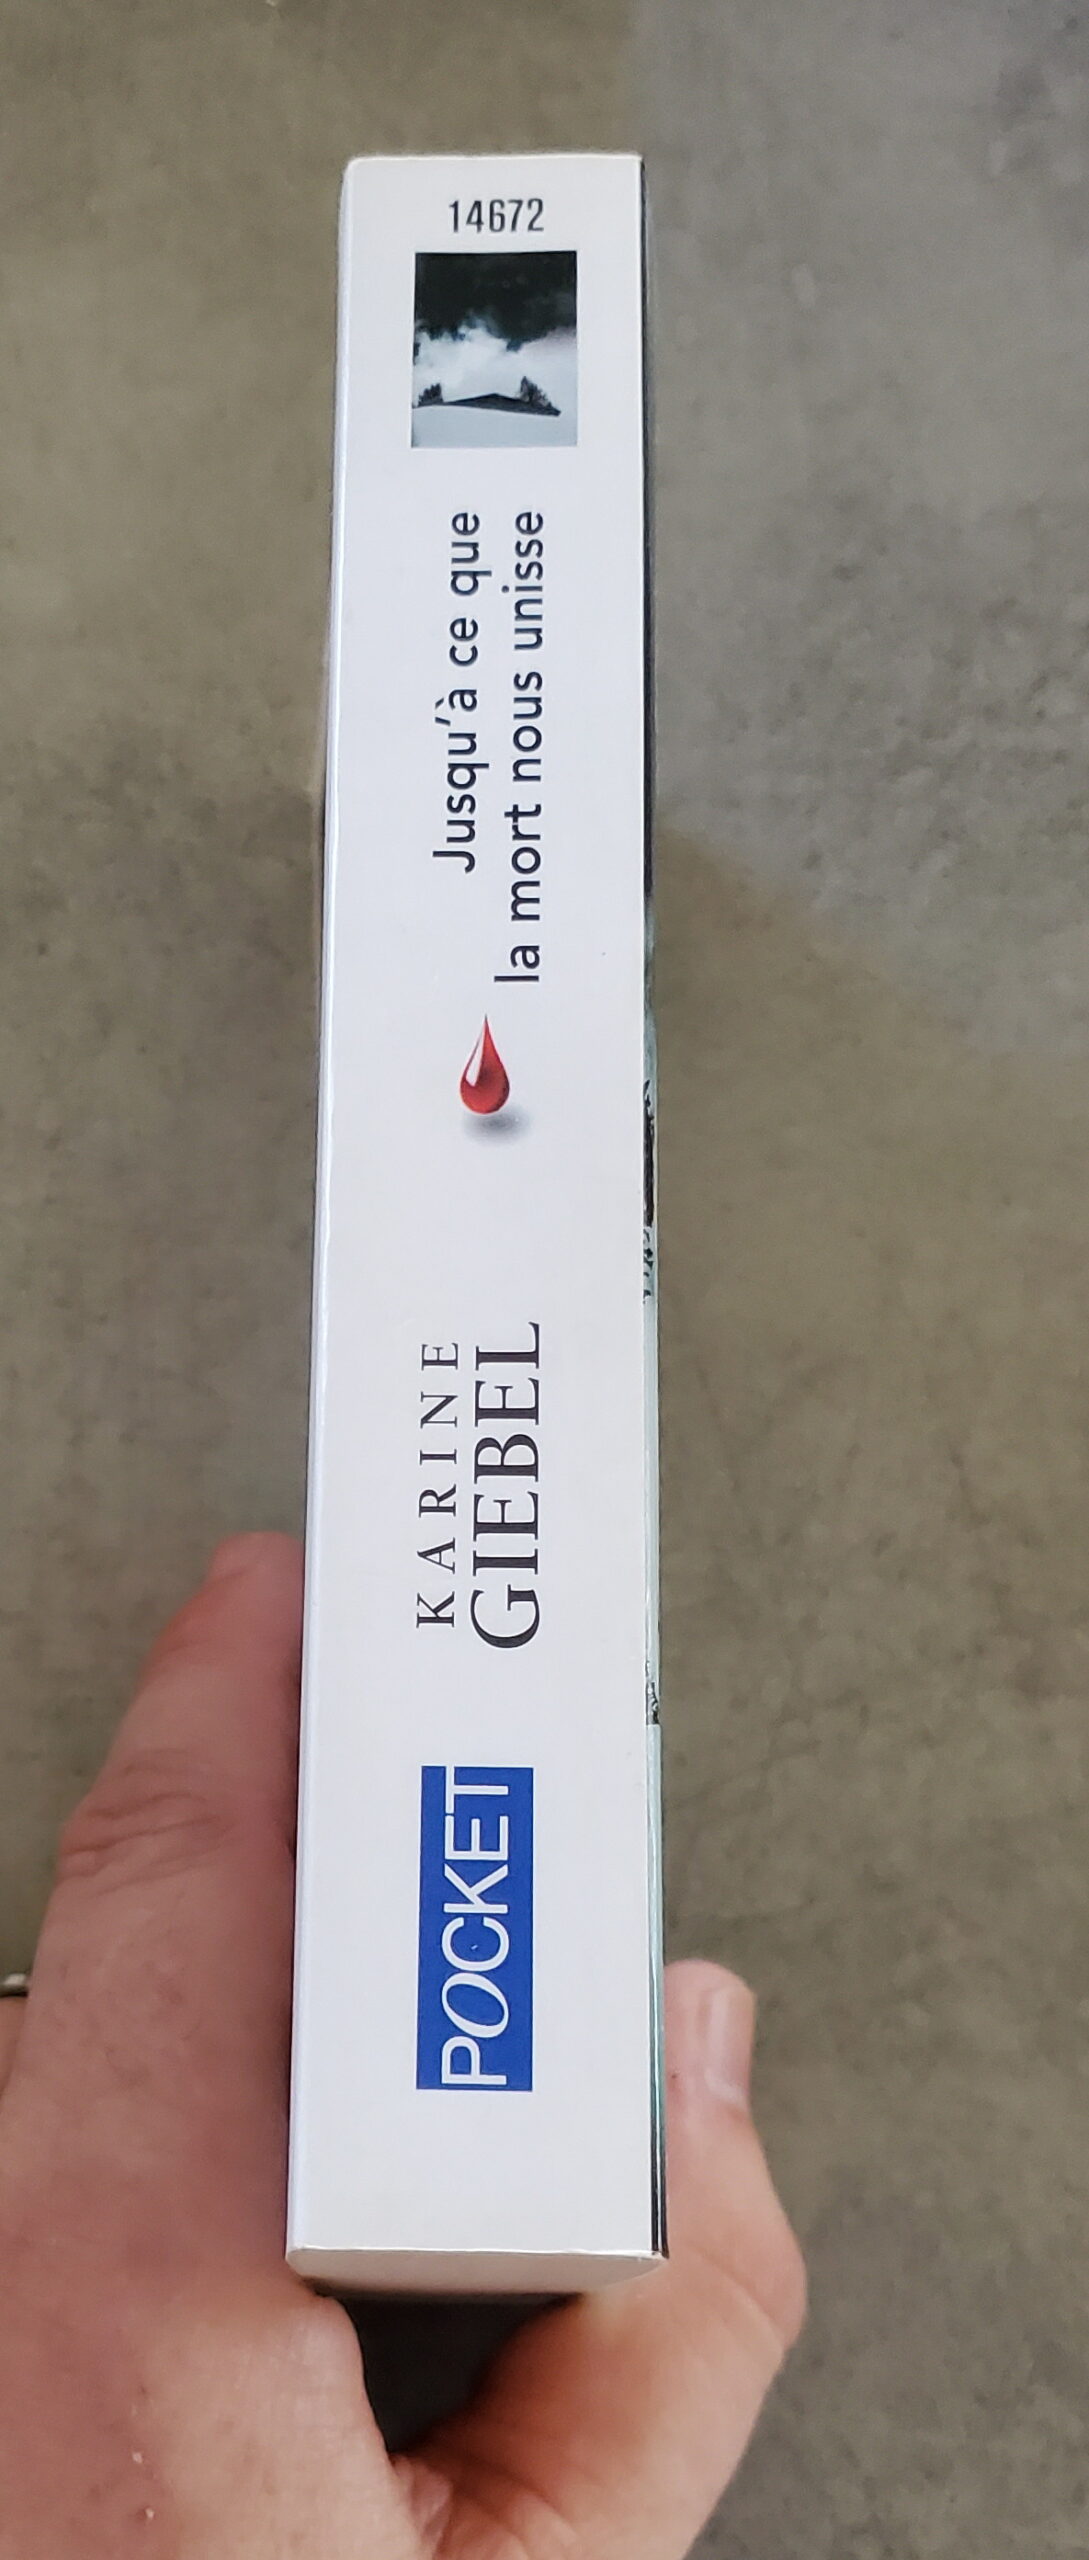 14672
Jusqu'à ce que
la mort nous unisse
KARINE
GIEBEL
POCKET